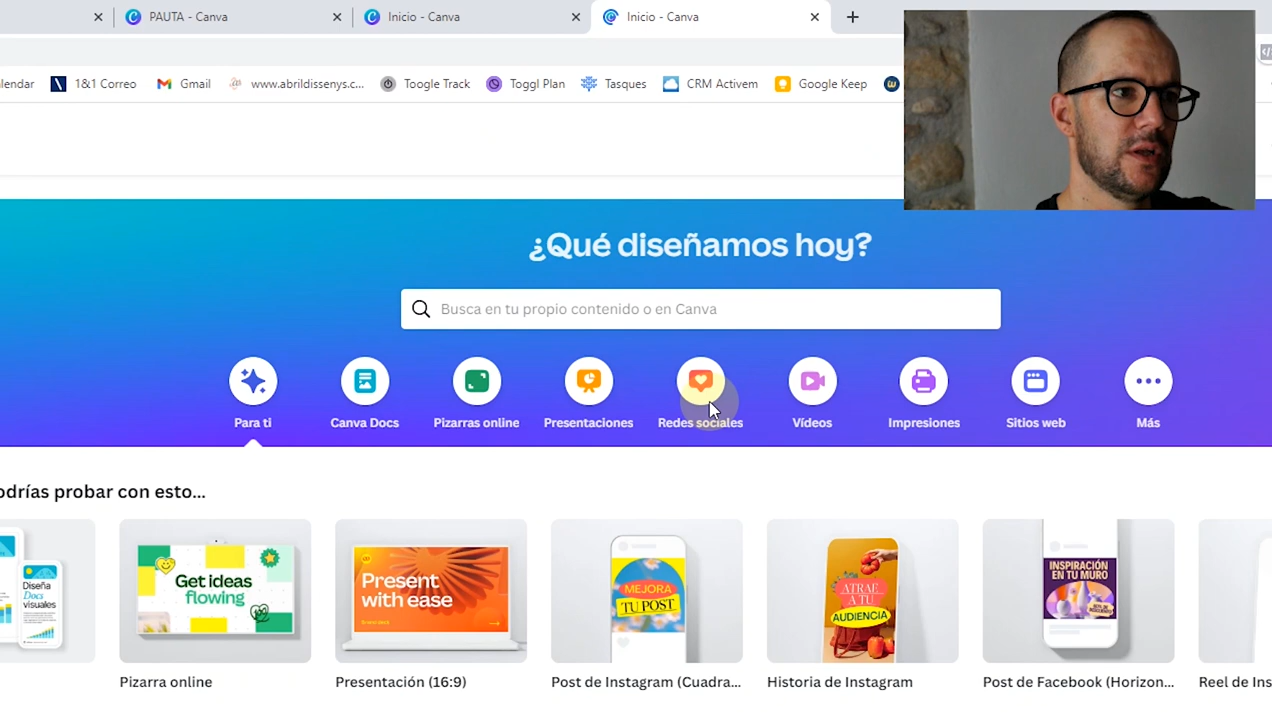 PAUTA - Canva
Inicio - Canva
Inicio - Canva
lendar
1&1 Correo
Gmail
www.abrildissenys.c...
Toogle Track
Toggl Plan
Tasques
CRM Activem
Google Keep
¿Qué diseñamos hoy?
Busca en tu propio contenido o en Canva
Para ti
Canva Docs
Pizarras online
Presentaciones
Redes sociales
Vídeos
Impresiones
Sitios web
Más
odrías probar con esto...
Diseña
Docs
visuales
Get ideas
flowing
Present
with ease
MEJORA
TU POST
ATRAE
A TU
AUDIENCIA
INSPIRACIÓN
EN TU MURO
Pizarra online
Presentación (16:9)
Post de Instagram (Cuadra...
Historia de Instagram
Post de Facebook (Horizon...
Reel de Ins